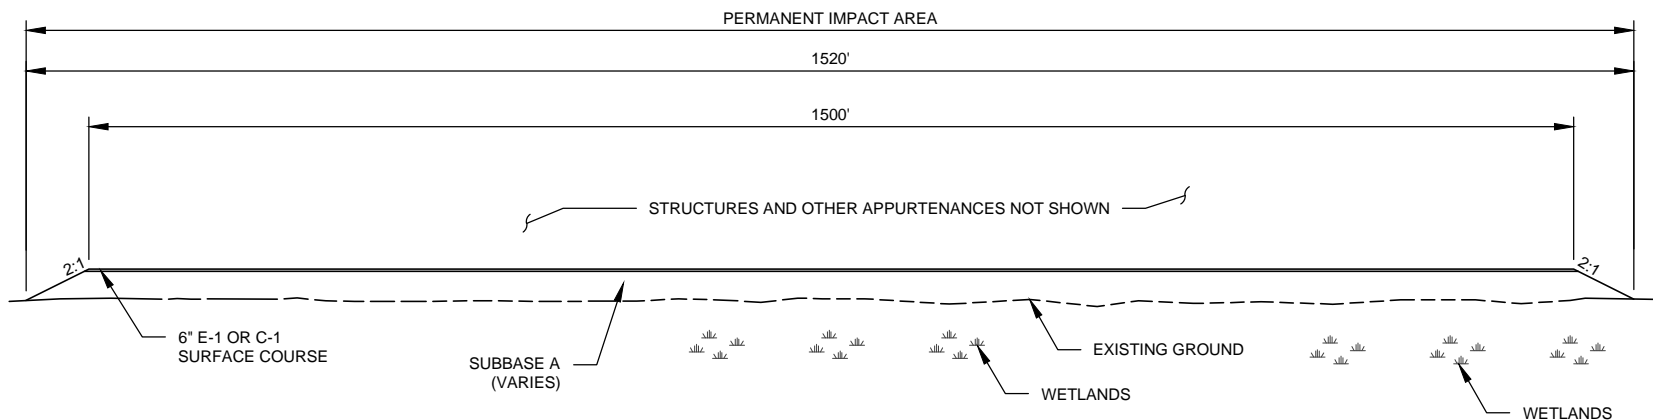 PERMANENT IMPACT AREA
1520'
1500'
STRUCTURES AND OTHER APPURTENANCES NOT SHOWN
2:1
2:1
6" E-1 OR C-1
SURFACE COURSE
SUBBASE A
(VARIES)
EXISTING GROUND
WETLANDS
WETLANDS